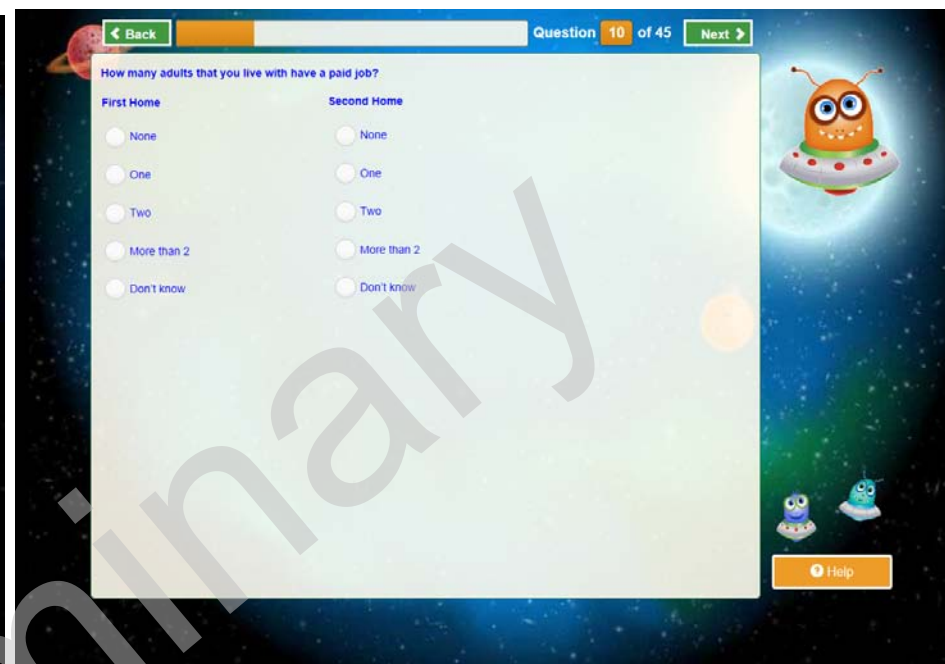 Back
Question 10 of 45
Next
How many adults that you live with have a paid job?
First Home
None
One
Two
More than 2
Don't know
Second Home
None
One
Two
More than 2
Don't know
Help